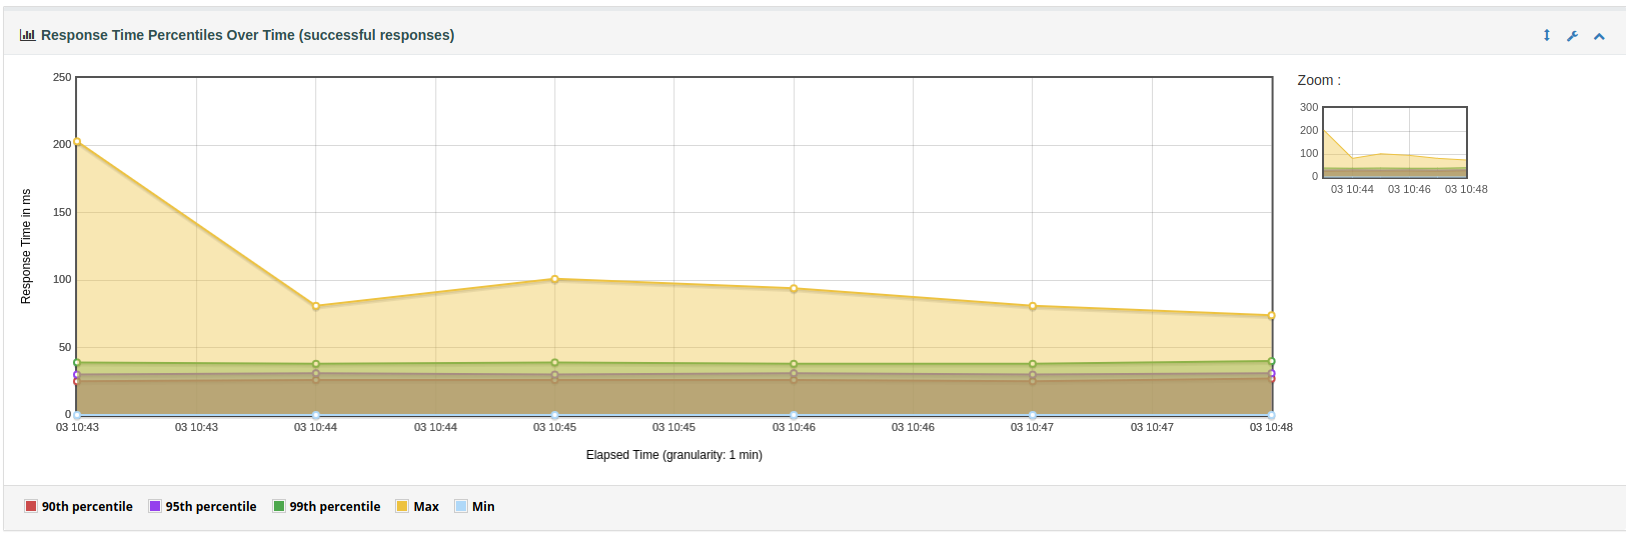 Response Time Percentiles Over Time (successful responses)
Zoom :
250
200
150
100
50
0
Response Time in ms
03 10:43 03 10:43 03 10:44 03 10:44 03 10:45 03 10:45 03 10:46 03 10:46 03 10:47 03 10:47 03 10:48
Elapsed Time (granularity: 1 min)
300
200
100
0
03 10:44 03 10:46 03 10:48
90th percentile 95th percentile 99th percentile Max Min